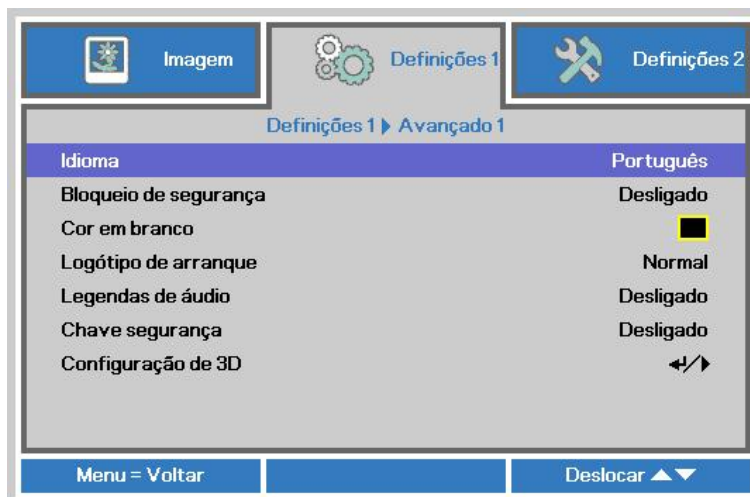 Imagem
Definições 1
Definições 2
Definições 1 Avançado 1
Idioma Português
Bloqueio de segurança Desligado
Cor em branco
Logótipo de arranque Normal
Legendas de áudio Desligado
Chave segurança Desligado
Configuração de 3D
Menu = Voltar
Deslocar